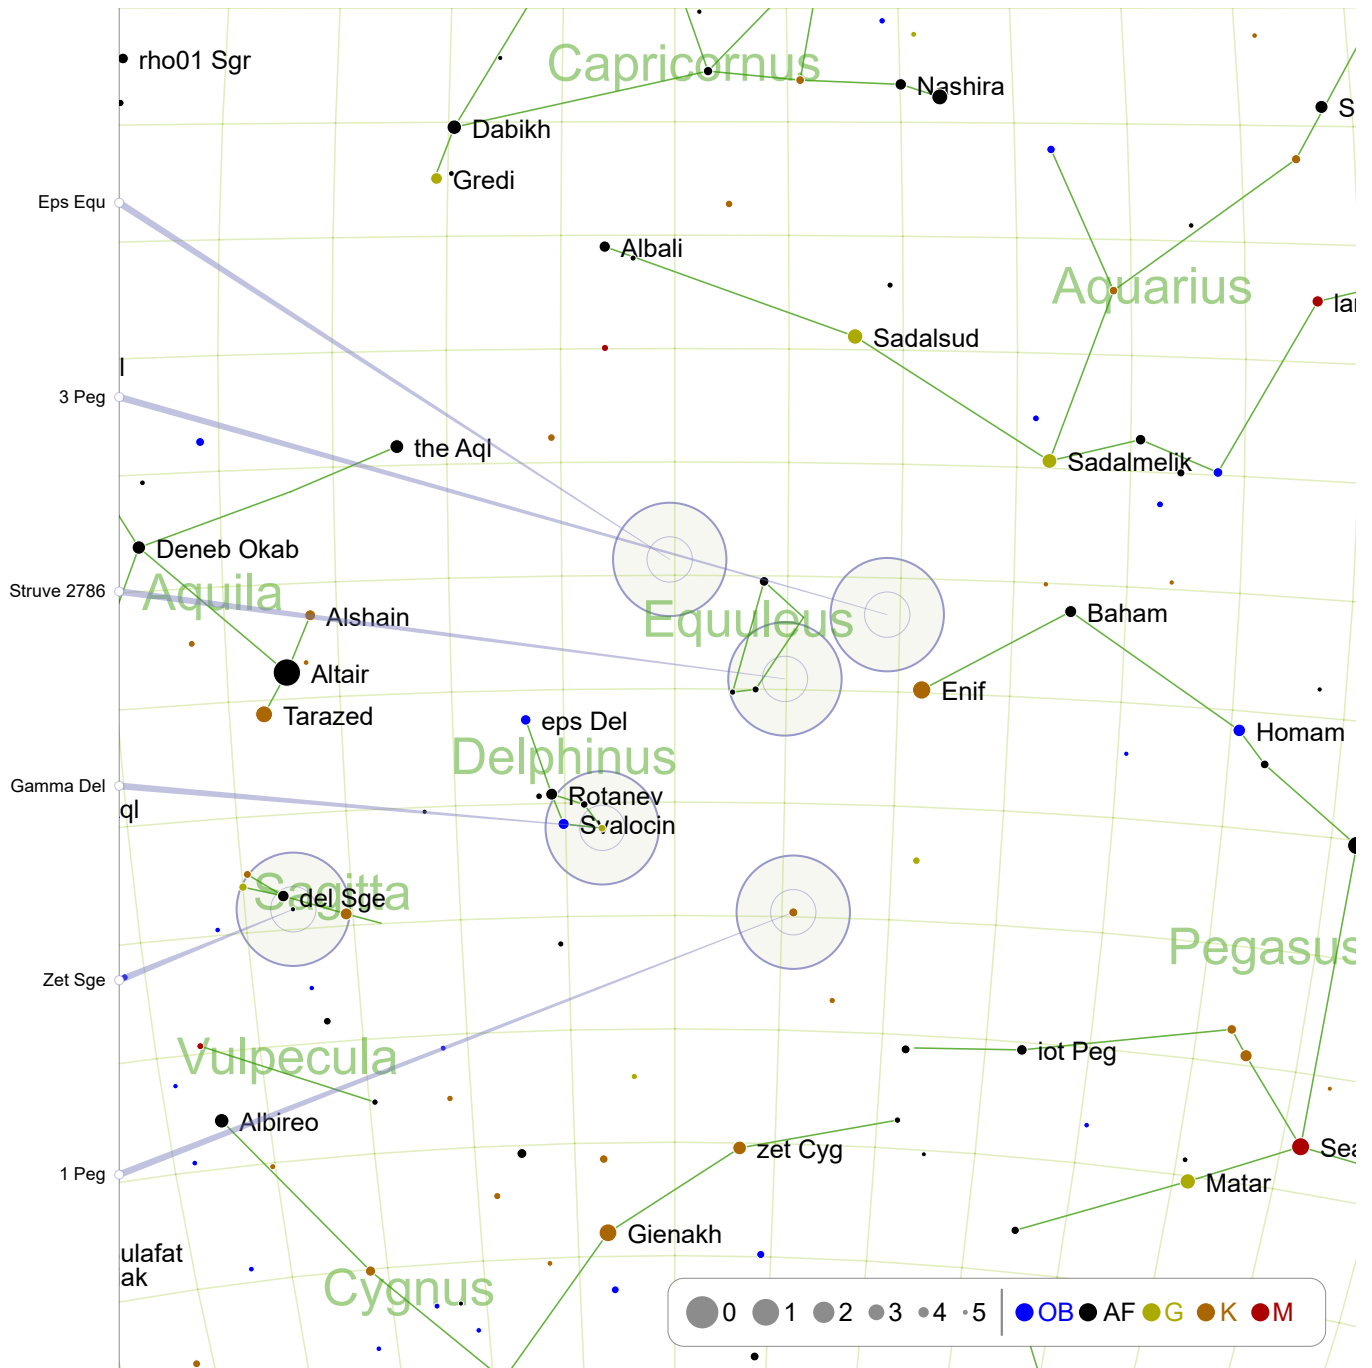 rho01 Sgr
Capricornus
Nashira
S
Dabikh
Gredi
Eps Equ
Albali
Aquarius
Sadalsud
l
3 Peg
the Aql
Sadalmelik
Deneb Okab
Struve 2786
Aquila
Alshain
Equuleus
Baham
Altair
Enif
Tarazed
eps Del
Homam
Delphinus
Gamma Del
ql
Rotanev
Svalocin
Sagitta
del Sge
Pegasus
Zet Sge
Vulpecula
iot Peg
Albireo
zet Cyg
Sea
1 Peg
Matar
Gienakh
ulafat
ak
Cygnus
0 1 2 3 4 5 OB AF G K M